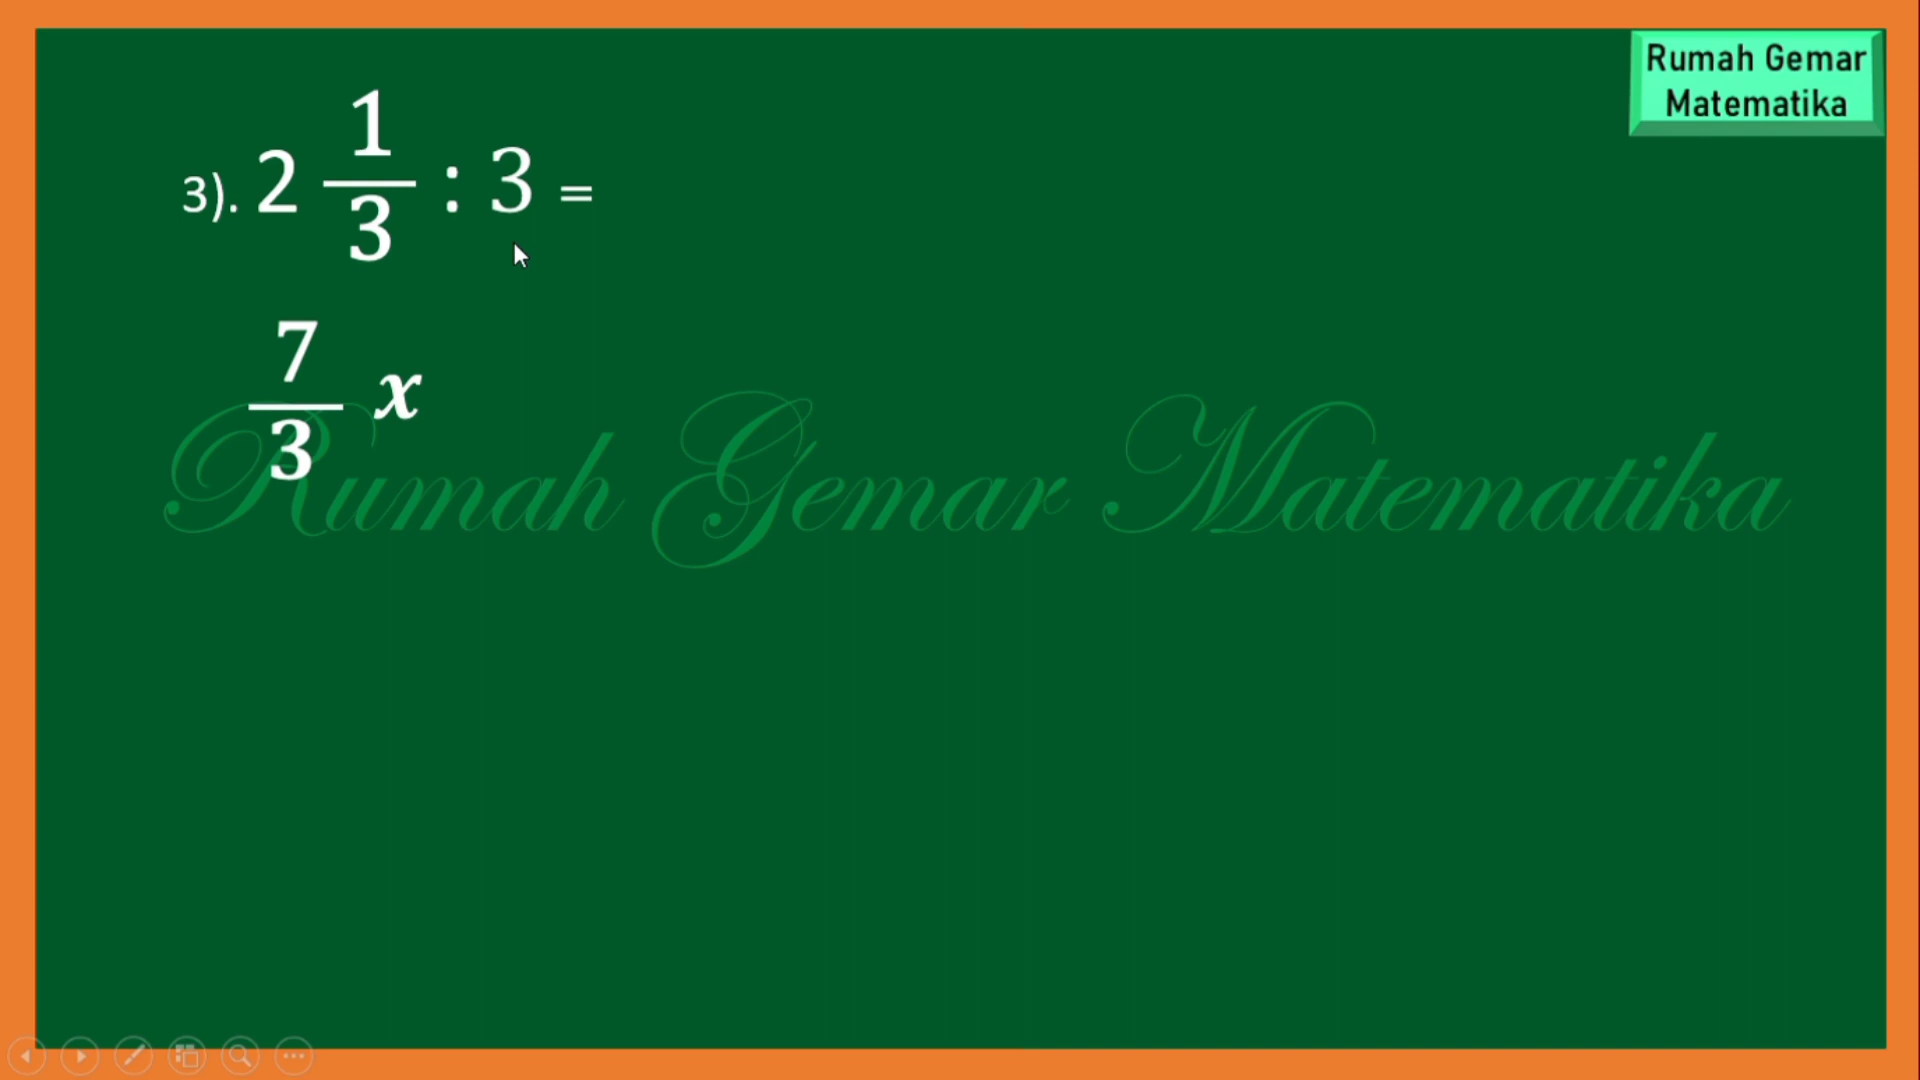 Rumah Gemar
Matematika
3). 2 1/3 : 3 =
7/3 x
Rumah Gemar Matematika